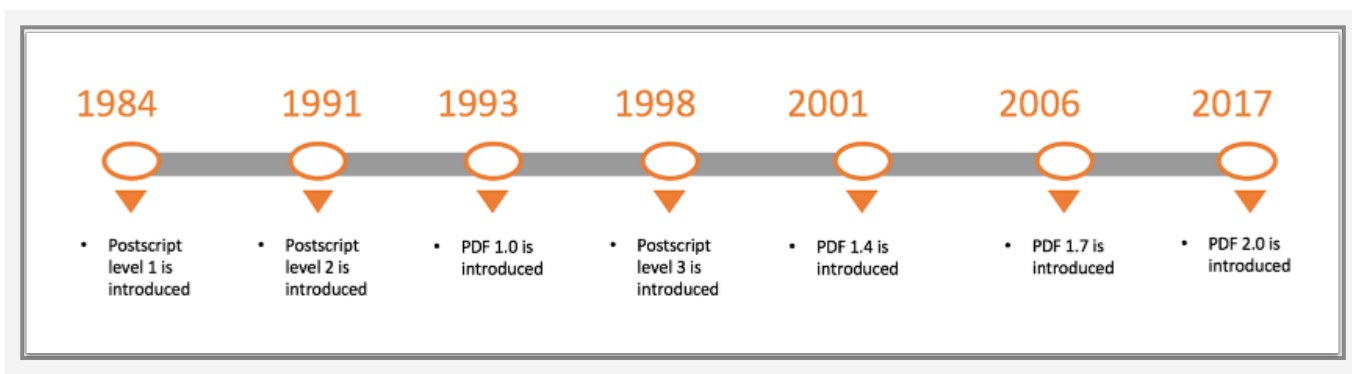 1984
1991
1993
1998
2001
2006
2017
• Postscript
level 1 is
introduced
• Postscript
level 2 is
introduced
• PDF 1.0 is
introduced
• Postscript
level 3 is
introduced
• PDF 1.4 is
introduced
• PDF 1.7 is
introduced
• PDF 2.0 is
introduced